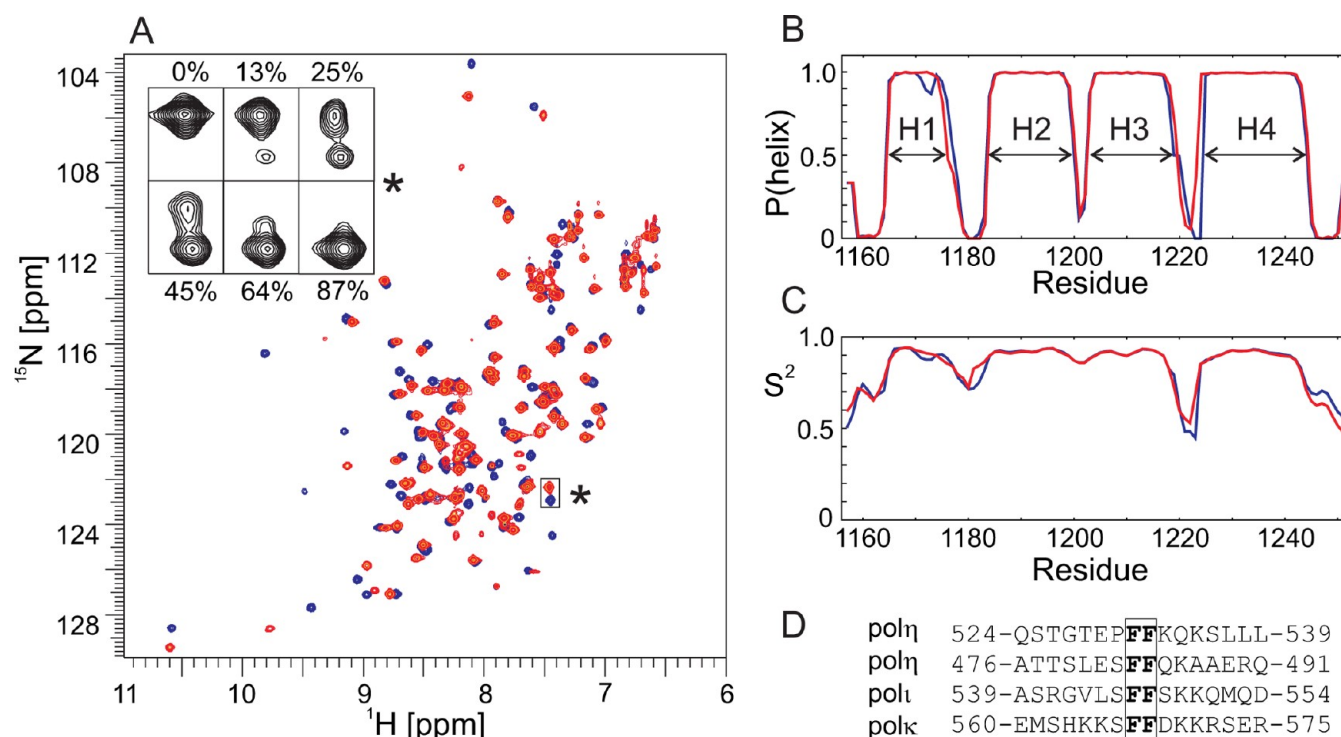 A
0% 13% 25%
*
45% 64% 87%
*
104
108
112
116
120
124
128
15N [ppm]
11 10 9 8 7 6
1H [ppm]
B
1.0
0.5
0
P(helix)
H1 H2 H3 H4
1160 1180 1200 1220 1240
Residue
C
1.0
0.5
0
S2
1160 1180 1200 1220 1240
Residue
D
polη 524-QSTGTEPFFKQKSLLL-539
polη 476-ATTSLESFFQKAAERQ-491
polι 539-ASRGVLSFFSKKQMQD-554
polκ 560-EMSHKKSFFDKKRSER-575